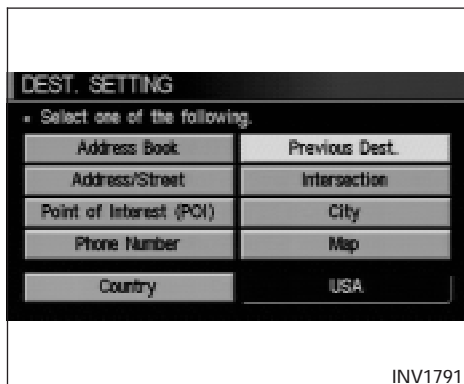 DEST. SETTING
• Select one of the following.
Address Book Previous Dest.
Address/Street Intersection
Point of Interest (POI) City
Phone Number Map
Country USA
INV1791